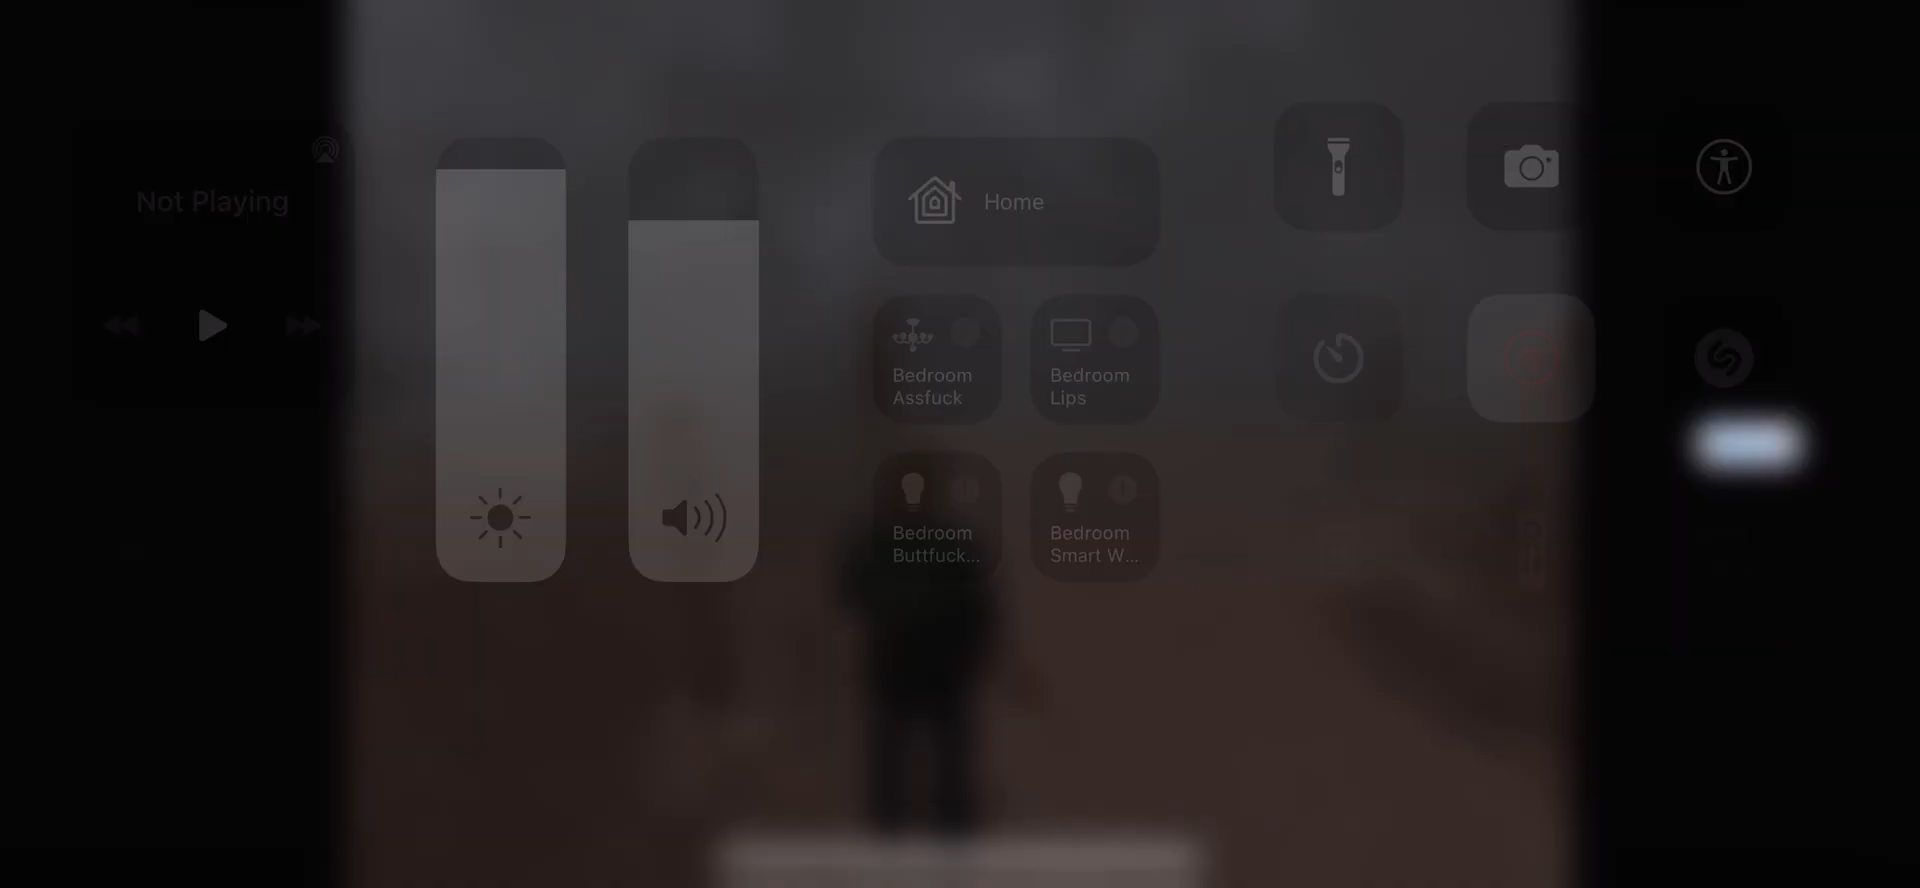 Not Playing
Home
Bedroom
Assfuck
Bedroom
Lips
Bedroom
Buttfuck...
Bedroom
Smart W...